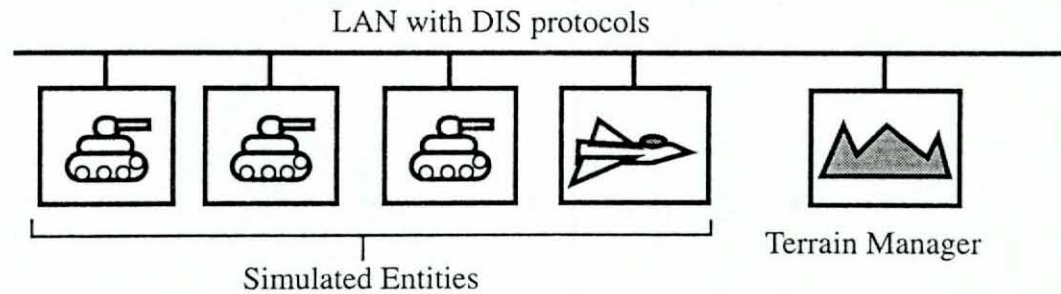 LAN with DIS protocols
Terrain Manager
Simulated Entities